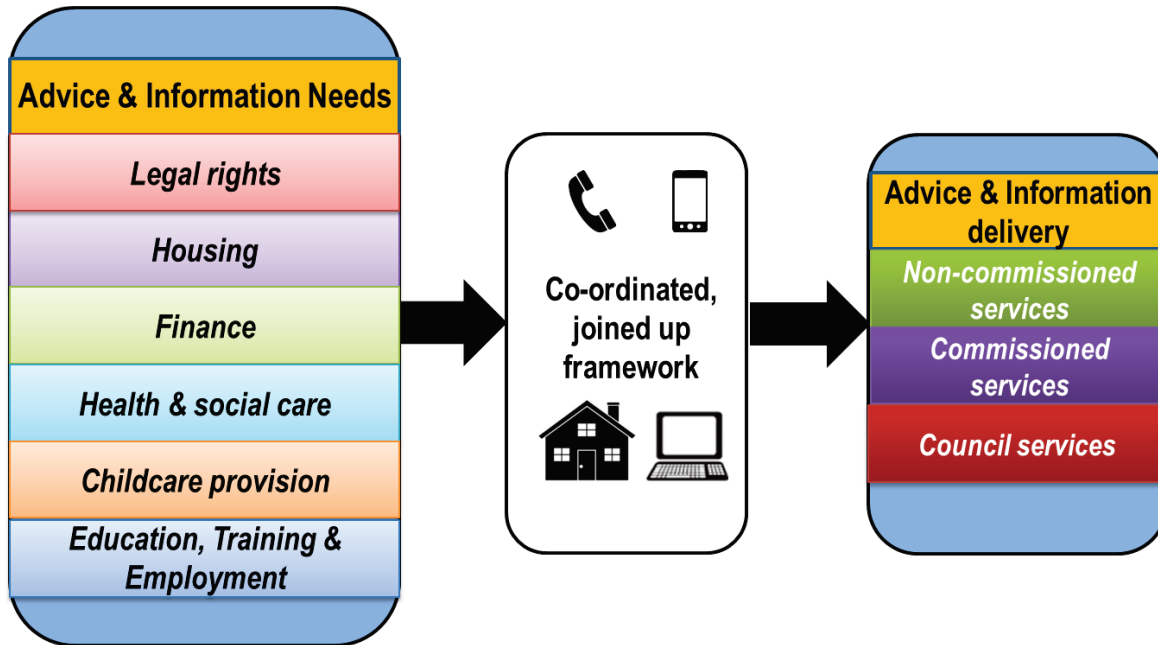 Advice & Information Needs
Legal rights
Housing
Finance
Health & social care
Childcare provision
Education, Training &
Employment
Co-ordinated,
joined up
framework
Advice & Information
delivery
Non-commissioned
services
Commissioned
services
Council services